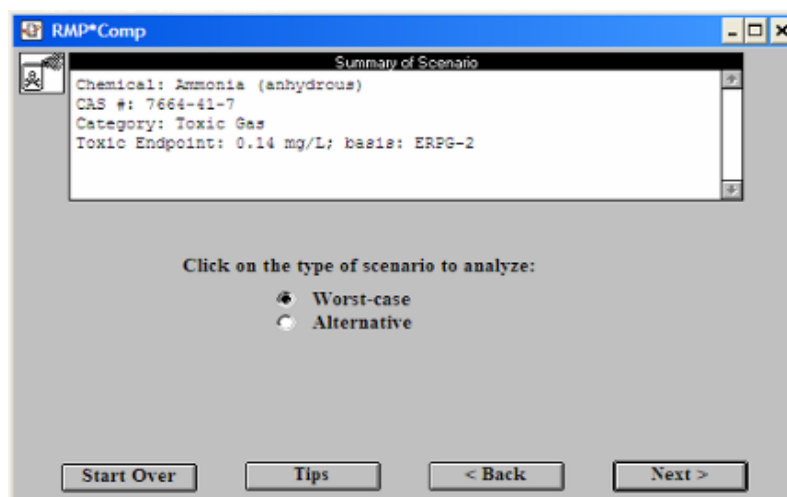 RMP*Comp
Summary of Scenario
Chemical: Ammonia (anhydrous)
CAS #: 7664-41-7
Category: Toxic Gas
Toxic Endpoint: 0.14 mg/L; basis: ERPG-2
Click on the type of scenario to analyze:
Worst-case
Alternative
Start Over Tips < Back Next >